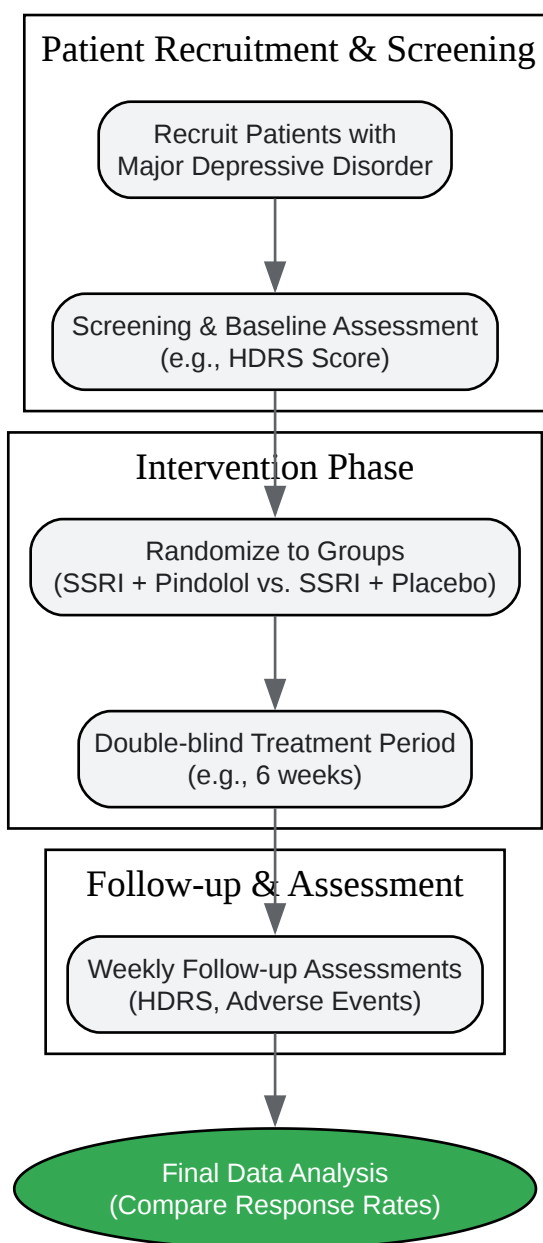 Patient Recruitment & Screening
Recruit Patients with
Major Depressive Disorder
Screening & Baseline Assessment
(e.g., HDRS Score)
Intervention Phase
Randomize to Groups
(SSRI + Pindolol vs. SSRI + Placebo)
Double-blind Treatment Period
(e.g., 6 weeks)
Follow-up & Assessment
Weekly Follow-up Assessments
(HDRS, Adverse Events)
Final Data Analysis
(Compare Response Rates)